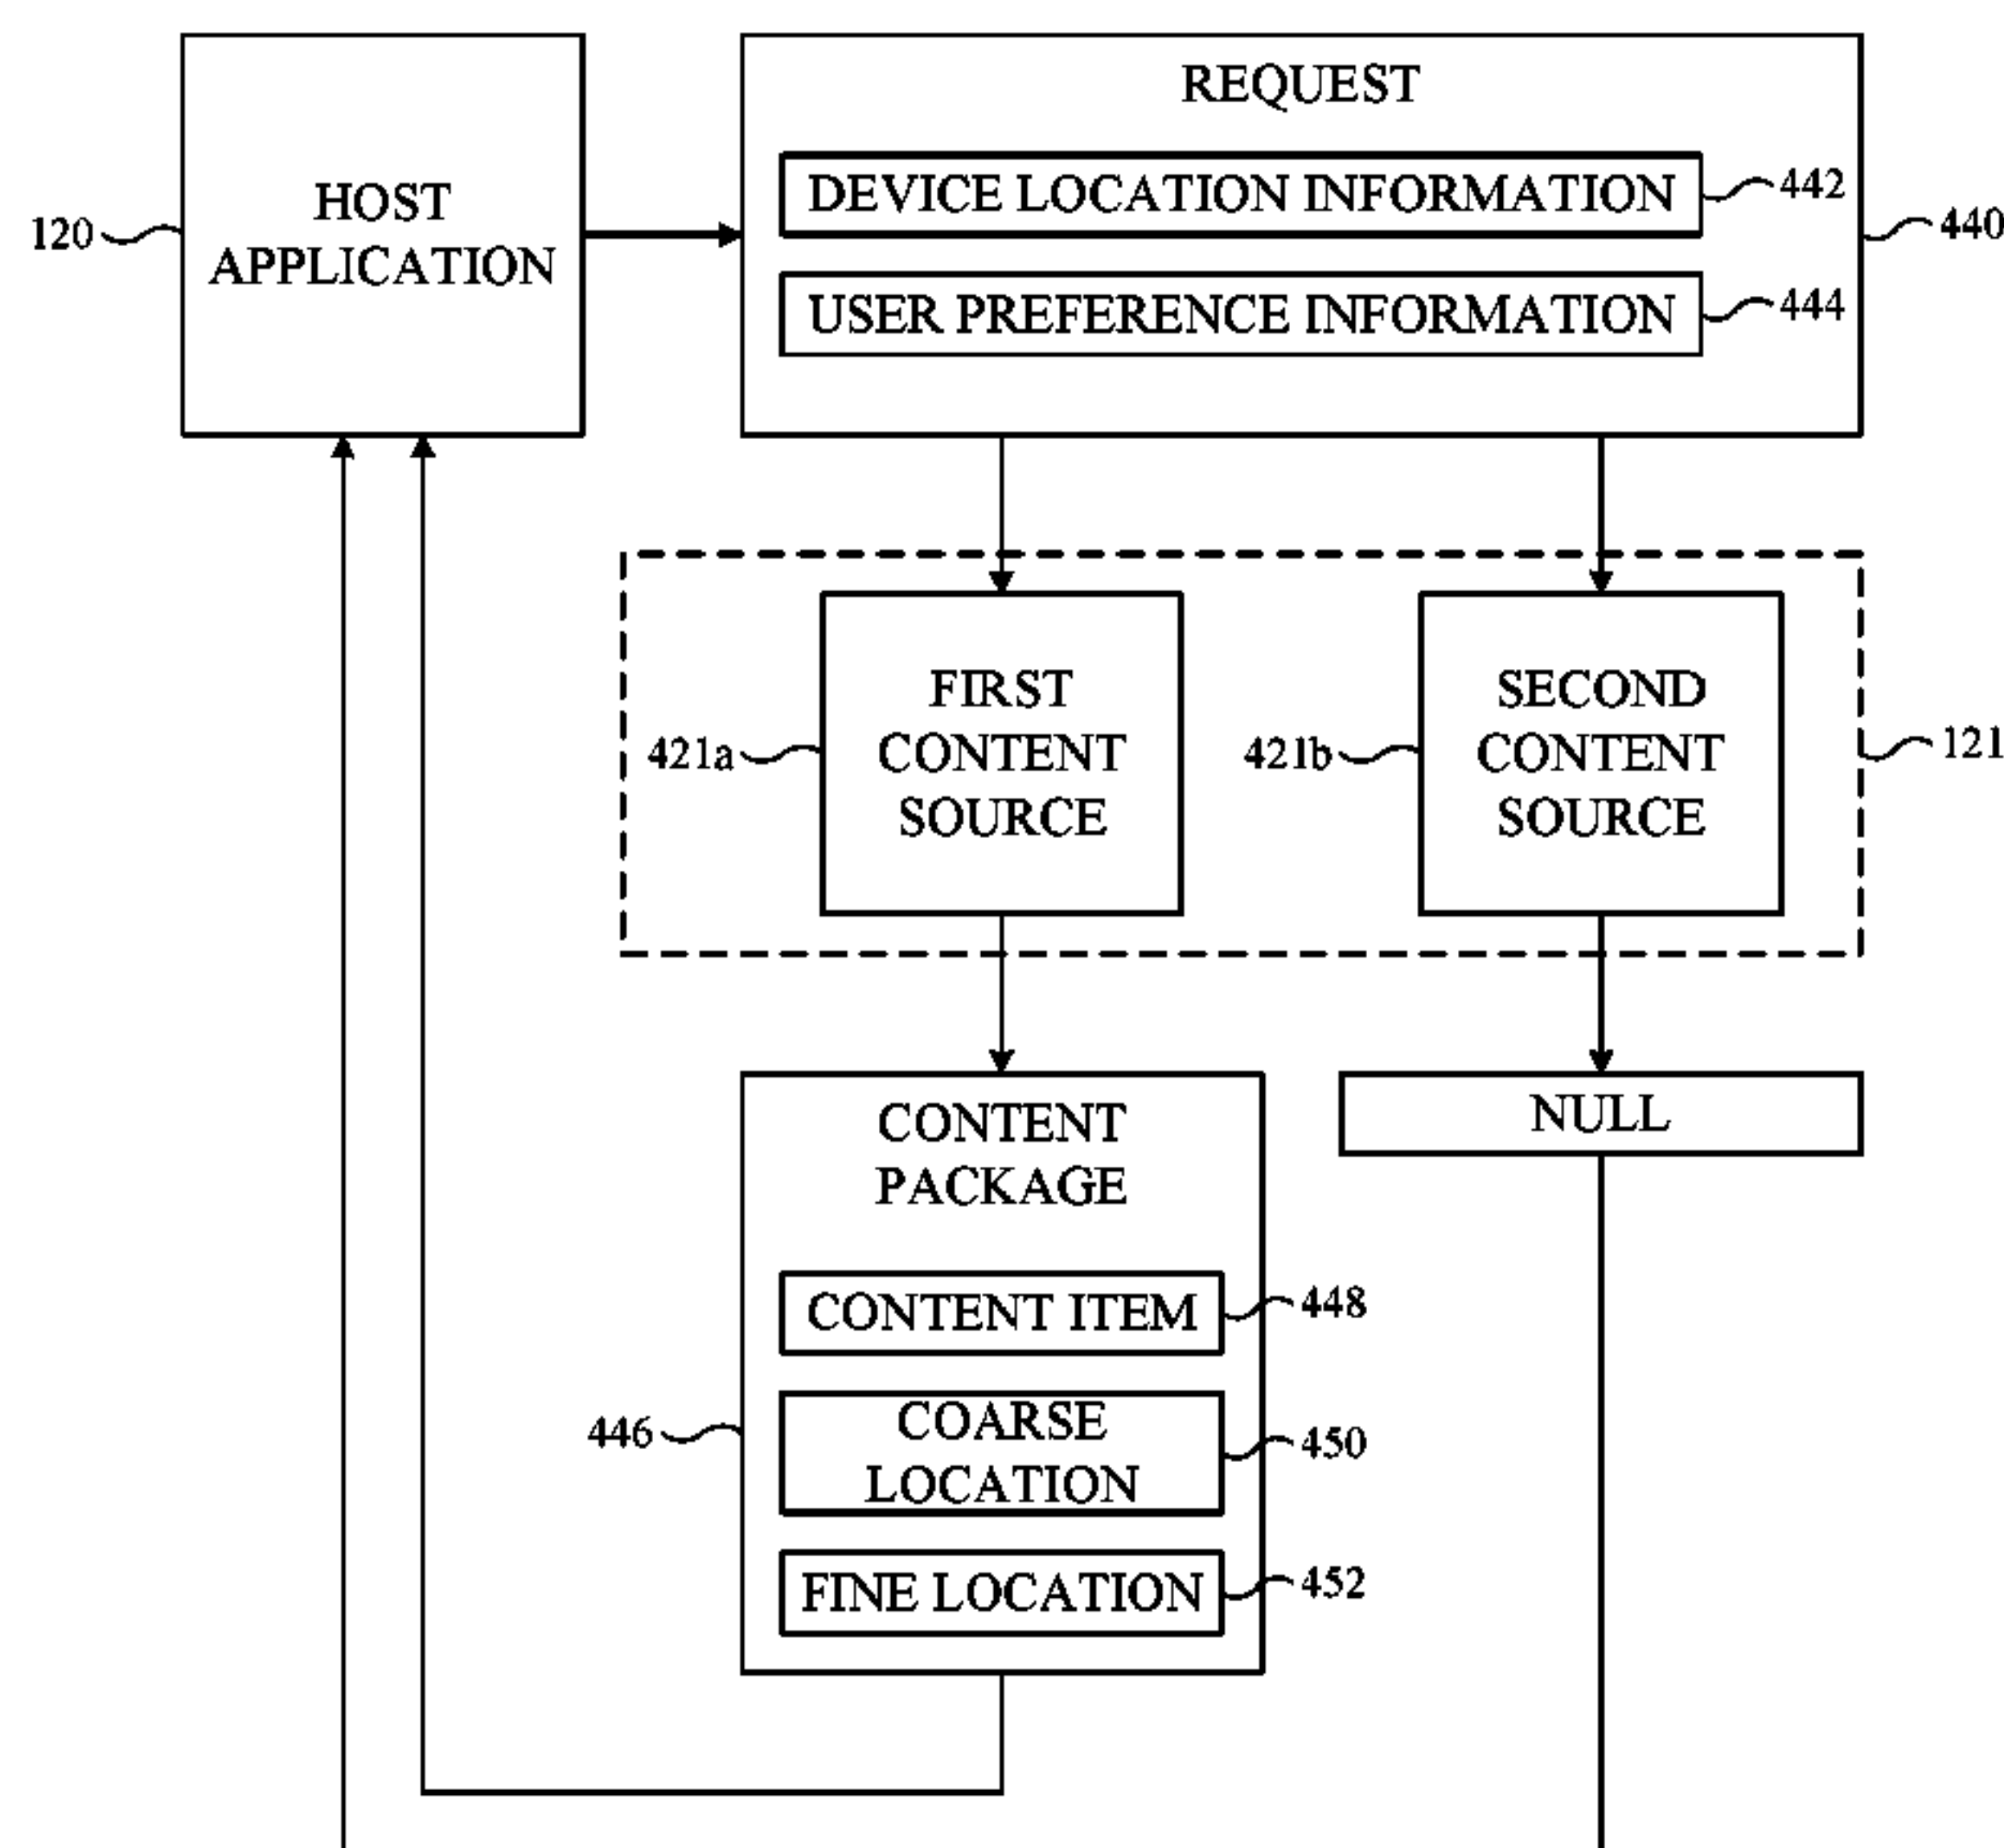 REQUEST
HOST
APPLICATION
120
DEVICE LOCATION INFORMATION
442
440
USER PREFERENCE INFORMATION
444
FIRST
CONTENT
SOURCE
421a
SECOND
CONTENT
SOURCE
421b
121
CONTENT
PACKAGE
NULL
CONTENT ITEM
448
446
COARSE
LOCATION
450
FINE LOCATION
452